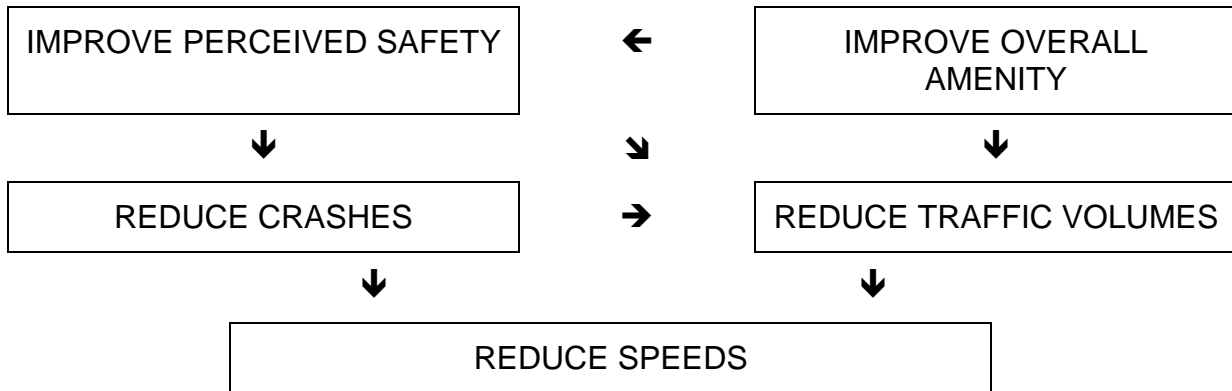 IMPROVE PERCEIVED SAFETY
IMPROVE OVERALL
AMENITY
REDUCE CRASHES
REDUCE TRAFFIC VOLUMES
REDUCE SPEEDS